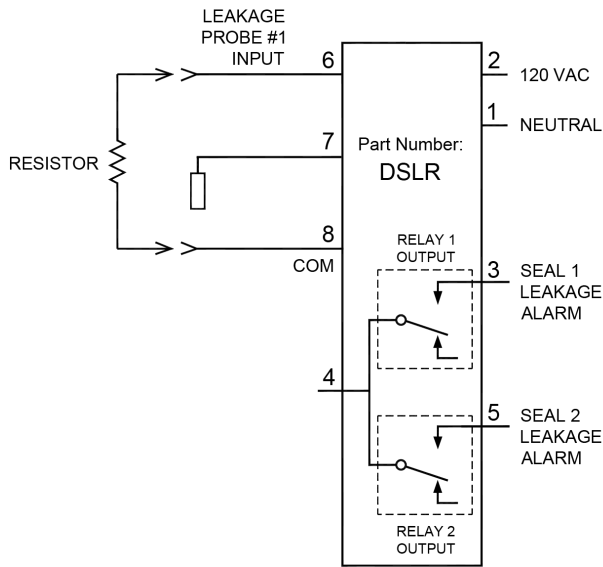 LEAKAGE
PROBE #1
INPUT
6
2
120 VAC
1
NEUTRAL
7
Part Number:
DSLR
RESISTOR
8
COM
RELAY 1
OUTPUT
3
SEAL 1
LEAKAGE
ALARM
4
5
SEAL 2
LEAKAGE
ALARM
RELAY 2
OUTPUT